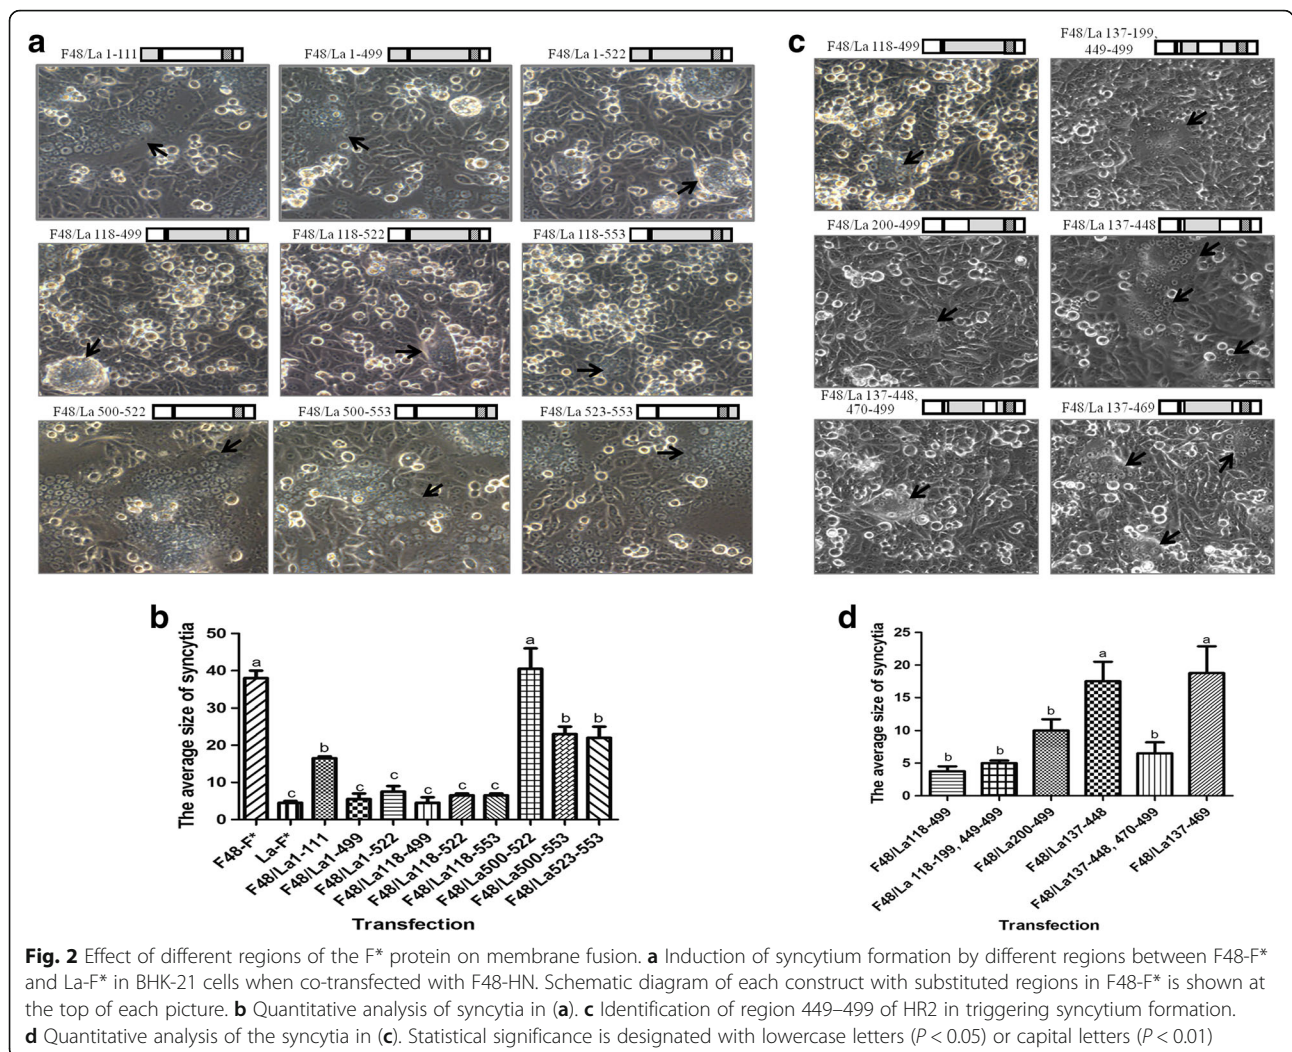 a
F48/La 1-111
F48/La 1-499
F48/La 1-522
F48/La 118-499
F48/La 118-522
F48/La 118-553
F48/La 500-522
F48/La 500-553
F48/La 523-553
c
F48/La 118-499
F48/La 137-199,
449-499
F48/La 200-499
F48/La 137-448
F48/La 137-448,
470-499
F48/La 137-469
b
The average size of syncytia
50
40
30
20
10
0
a
c
b
c
c
c
c
c
a
b
b
F48-F*
La-F*
F48/La1-111
F48/La1-499
F48/La1-522
F48/La118-499
F48/La118-522
F48/La118-553
F48/La500-522
F48/La500-553
F48/La523-553
Transfection
d
The average size of syncytia
25
20
15
10
5
0
b
b
b
a
b
a
F48/La118-499
F48/La 118-199, 449-499
F48/La200-499
F48/La137-448
F48/La137-448, 470-499
F48/La137-469
Transfection
Fig. 2 Effect of different regions of the F* protein on membrane fusion. a Induction of syncytium formation by different regions between F48-F*
and La-F* in BHK-21 cells when co-transfected with F48-HN. Schematic diagram of each construct with substituted regions in F48-F* is shown at
the top of each picture. b Quantitative analysis of syncytia in (a). c Identification of region 449–499 of HR2 in triggering syncytium formation.
d Quantitative analysis of the syncytia in (c). Statistical significance is designated with lowercase letters (P < 0.05) or capital letters (P < 0.01)